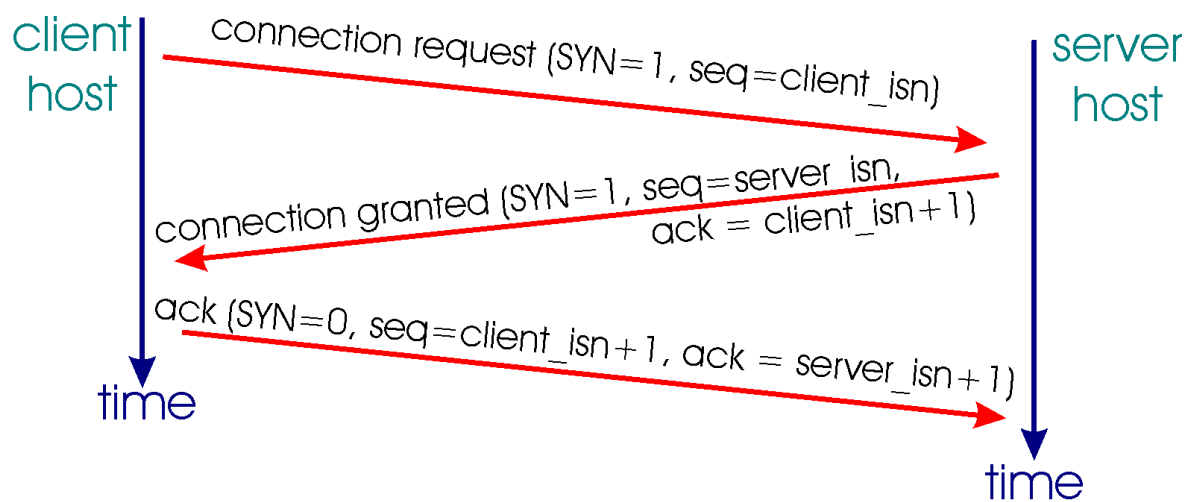 client
host
connection request (SYN=1, seq=client_isn)
server
host
connection granted (SYN=1, seq=server_isn,
ack = client_isn+1)
ack (SYN=0, seq=client_isn+1, ack = server_isn+1)
time
time